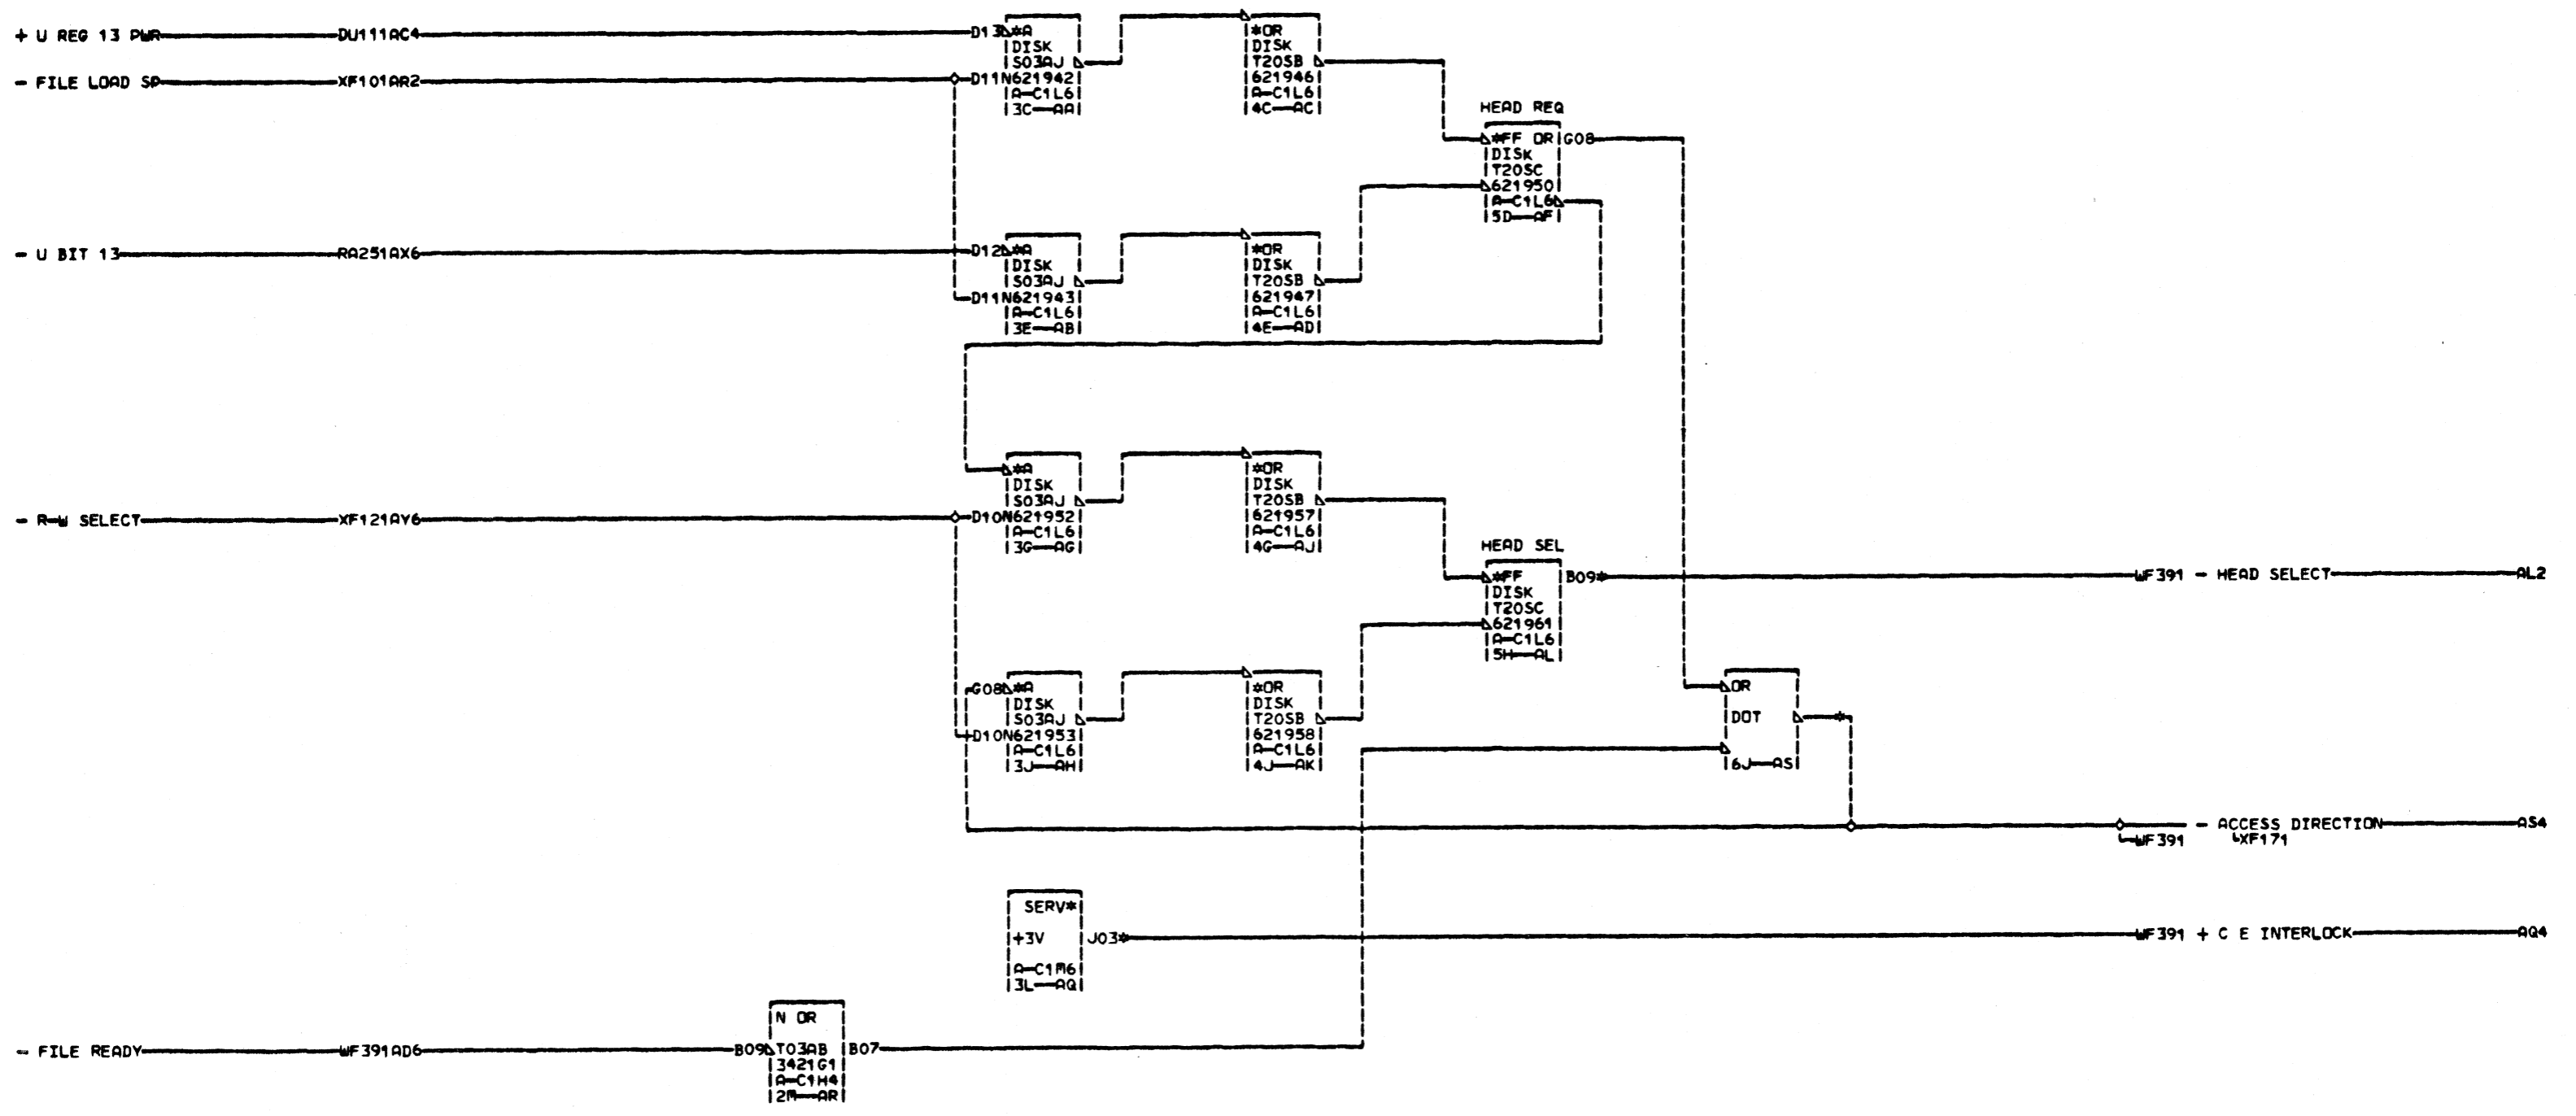 + U REG 13 PWR DU111AC4 D13
- FILE LOAD SP XF101AR2 D11
*A
DISK
S03AJ
N621942
A-C1L6
3C-AA
*OR
DISK
T20SB
621946
A-C1L6
4C-AC
HEAD REQ
*FF OR G08
DISK
T20SC
621950
A-C1L6
5D-AF
- U BIT 13 RA251AX6 D12
D11
*A
DISK
S03AJ
N621943
A-C1L6
3E-AB
*OR
DISK
T20SB
621947
A-C1L6
4E-AD
- R-W SELECT XF121AY6 D10
*A
DISK
S03AJ
N621952
A-C1L6
3G-AG
*OR
DISK
T20SB
621957
A-C1L6
4G-AJ
HEAD SEL
*FF B09* WF391 - HEAD SELECT AL2
DISK
T20SC
621961
A-C1L6
5H-AL
G08
D10
*A
DISK
S03AJ
N621953
A-C1L6
3J-AH
*OR
DISK
T20SB
621958
A-C1L6
4J-AK
OR
DOT *
6J-AS
- ACCESS DIRECTION AS4
WF391 XF171
SERV*
+3V J03* WF391 + C E INTERLOCK AQ4
A-C1M6
3L-AQ
N OR
- FILE READY WF391AD6 B09 T03AB B07
3421G1
A-C1H4
2M-AR